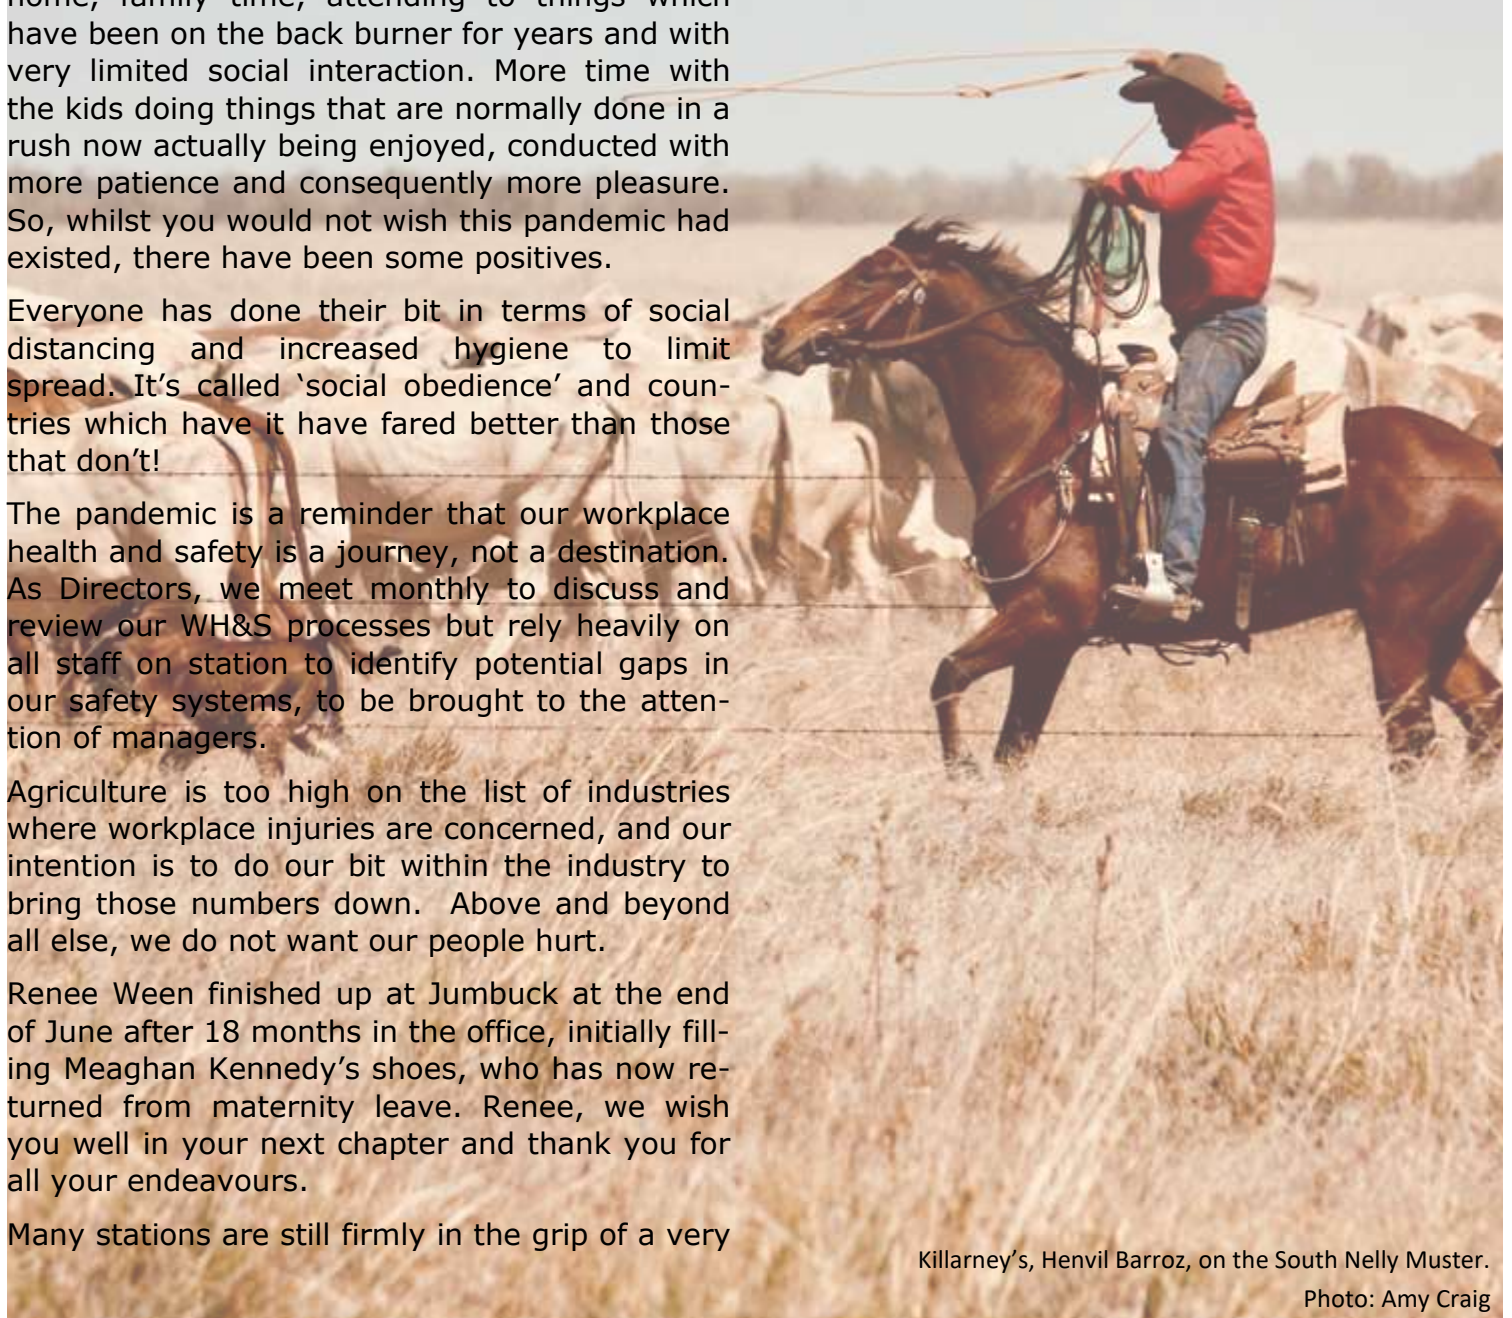 home, family time, attending to things which
have been on the back burner for years and with
very limited social interaction. More time with
the kids doing things that are normally done in a
rush now actually being enjoyed, conducted with
more patience and consequently more pleasure.
So, whilst you would not wish this pandemic had
existed, there have been some positives.
Everyone has done their bit in terms of social
distancing and increased hygiene to limit
spread. It’s called ‘social obedience’ and coun-
tries which have it have fared better than those
that don’t!
The pandemic is a reminder that our workplace
health and safety is a journey, not a destination.
As Directors, we meet monthly to discuss and
review our WH&S processes but rely heavily on
all staff on station to identify potential gaps in
our safety systems, to be brought to the atten-
tion of managers.
Agriculture is too high on the list of industries
where workplace injuries are concerned, and our
intention is to do our bit within the industry to
bring those numbers down.  Above and beyond
all else, we do not want our people hurt.
Renee Ween finished up at Jumbuck at the end
of June after 18 months in the office, initially fill-
ing Meaghan Kennedy’s shoes, who has now re-
turned from maternity leave. Renee, we wish
you well in your next chapter and thank you for
all your endeavours.
Many stations are still firmly in the grip of a very
Killarney’s, Henvil Barroz, on the South Nelly Muster.
Photo: Amy Craig